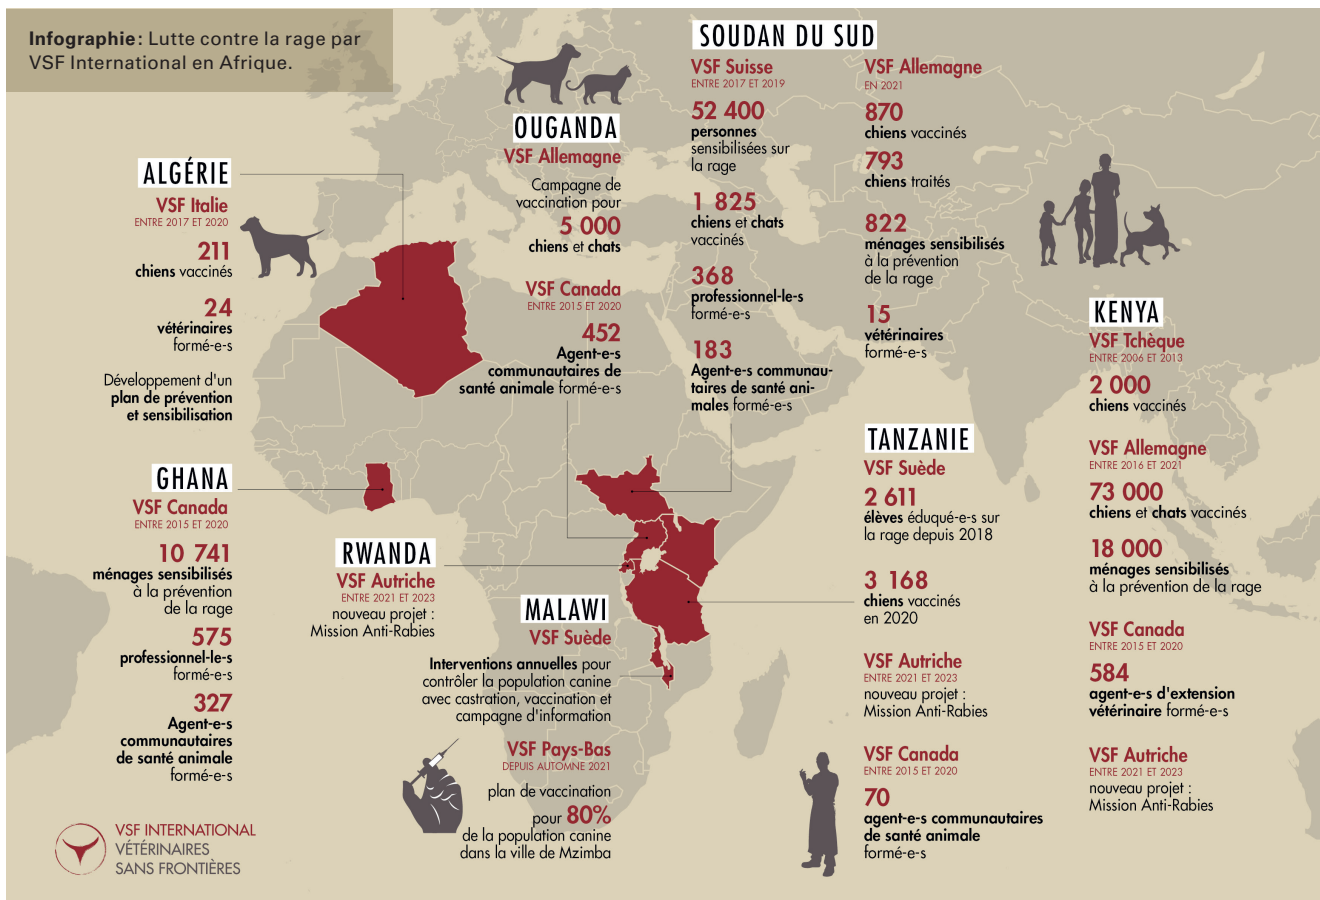 Infographie : Lutte contre la rage par
VSF International en Afrique.
ALGÉRIE
VSF Italie
ENTRE 2017 ET 2020
211
chiens vaccinés
24
vétérinaires
formé-e-s
Développement d'un
plan de prévention
et sensibilisation
GHANA
VSF Canada
ENTRE 2015 ET 2020
10 741
ménages sensibilisés
à la prévention
de la rage
575
professionnel-le-s
formé-e-s
327
Agent-e-s
communautaires
de santé animale
formé-e-s
OUGANDA
VSF Allemagne
Campagne de
vaccination pour
5 000
chiens et chats
VSF Canada
ENTRE 2015 ET 2020
452
Agent-e-s
communautaires de
santé animale formé-e-s
RWANDA
VSF Autriche
ENTRE 2021 ET 2023
nouveau projet :
Mission Anti-Rabies
MALAWI
VSF Suède
Interventions annuelles pour
contrôler la population canine
avec castration, vaccination et
campagne d'information
VSF Pays-Bas
DEPUIS AUTOMNE 2021
plan de vaccination
pour 80%
de la population canine
dans la ville de Mzimba
SOUDAN DU SUD
VSF Suisse
ENTRE 2017 ET 2019
52 400
personnes
sensibilisées sur
la rage
1 825
chiens et chats
vaccinés
368
professionnel-le-s
formé-e-s
183
Agent-e-s communau-
taires de santé ani-
males formé-e-s
VSF Allemagne
EN 2021
870
chiens vaccinés
793
chiens traités
822
ménages sensibilisés
à la prévention
de la rage
15
vétérinaires
formé-e-s
TANZANIE
VSF Suède
2 611
élèves éduqué-e-s sur
la rage depuis 2018
3 168
chiens vaccinés
en 2020
VSF Autriche
ENTRE 2021 ET 2023
nouveau projet :
Mission Anti-Rabies
VSF Canada
ENTRE 2015 ET 2020
70
agent-e-s communautaires
de santé animale
formé-e-s
KENYA
VSF Tchèque
ENTRE 2006 ET 2013
2 000
chiens vaccinés
VSF Allemagne
ENTRE 2016 ET 2021
73 000
chiens et chats vaccinés
18 000
ménages sensibilisés
à la prévention de la rage
VSF Canada
ENTRE 2015 ET 2020
584
agent-e-s d'extension
vétérinaire formé-e-s
VSF Autriche
ENTRE 2021 ET 2023
nouveau projet :
Mission Anti-Rabies
VSF INTERNATIONAL
VÉTÉRINAIRES
SANS FRONTIÈRES